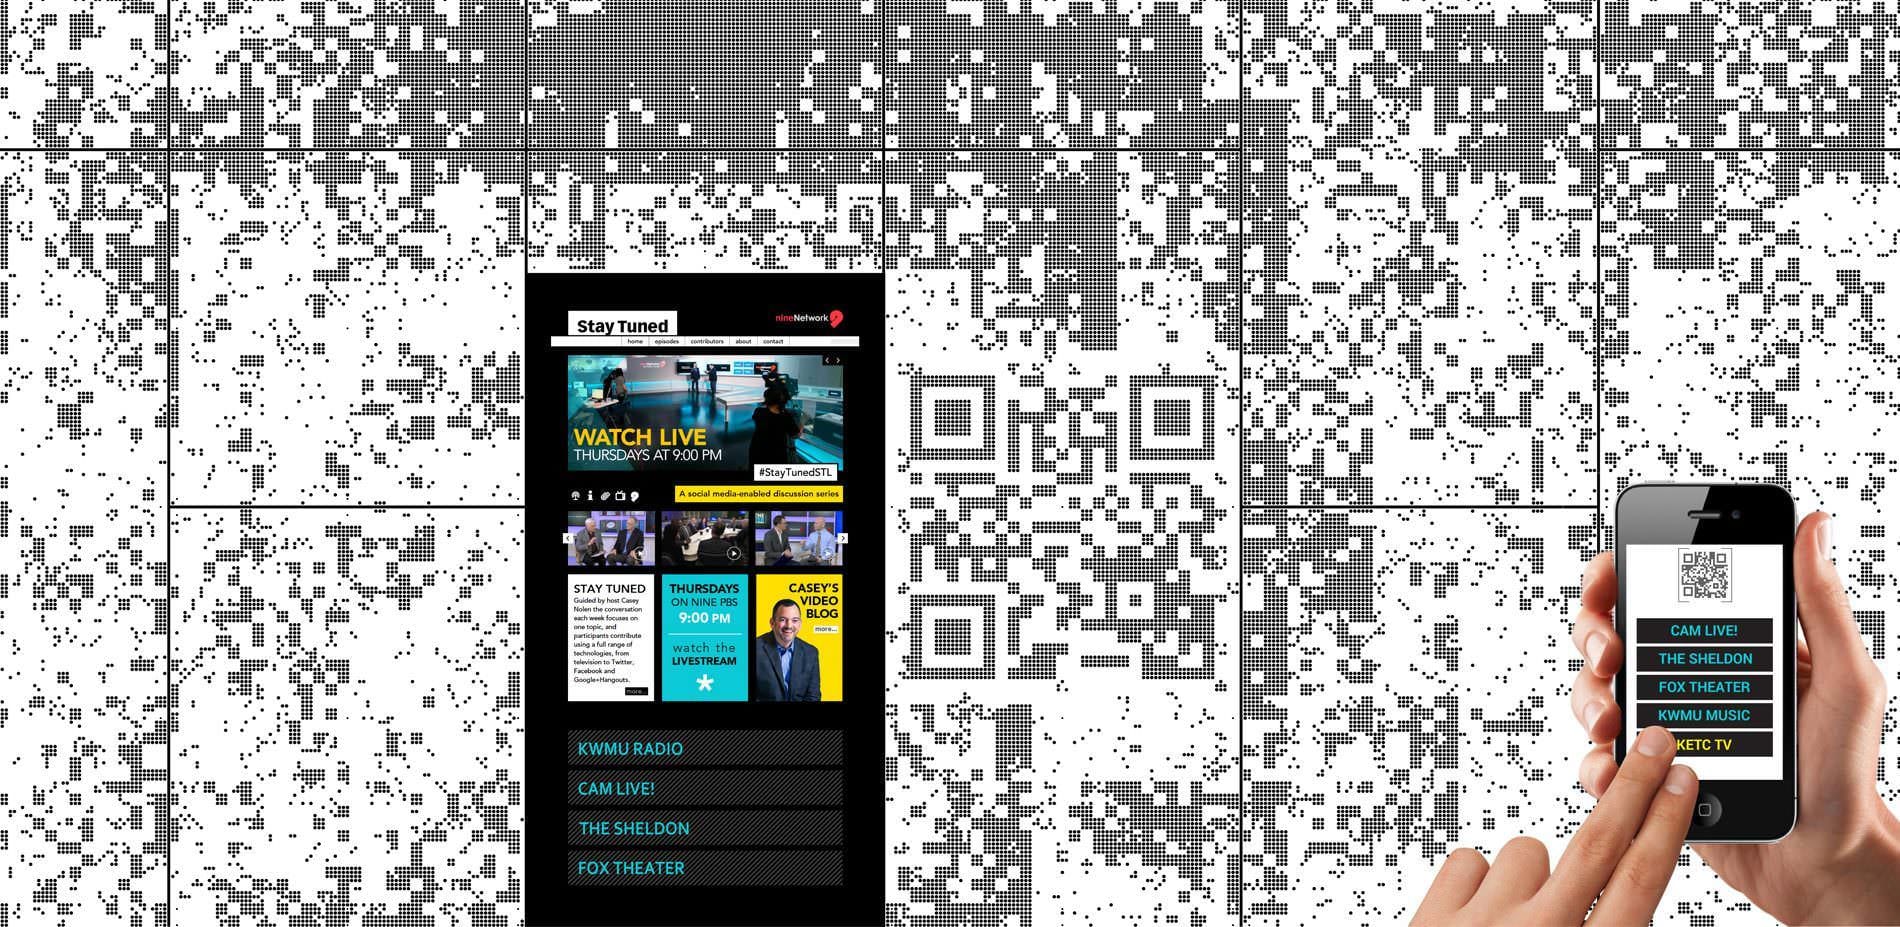 Stay Tuned
nineNetwork
home episodes contributors about contact
WATCH LIVE
THURSDAYS AT 9:00 PM
#StayTunedSTL
A social media-enabled discussion series
STAY TUNED
Guided by host Casey
Nolen the conversation
each week focuses on
one topic, and
participants contribute
using a full range of
technologies, from
television to Twitter,
Facebook and
Google+Hangouts.
more...
THURSDAYS
ON NINE PBS
9:00 PM
watch the
LIVESTREAM
*
CASEY'S
VIDEO
BLOG
more...
KWMU RADIO
CAM LIVE!
THE SHELDON
FOX THEATER
CAM LIVE!
THE SHELDON
FOX THEATER
KWMU MUSIC
KETC TV